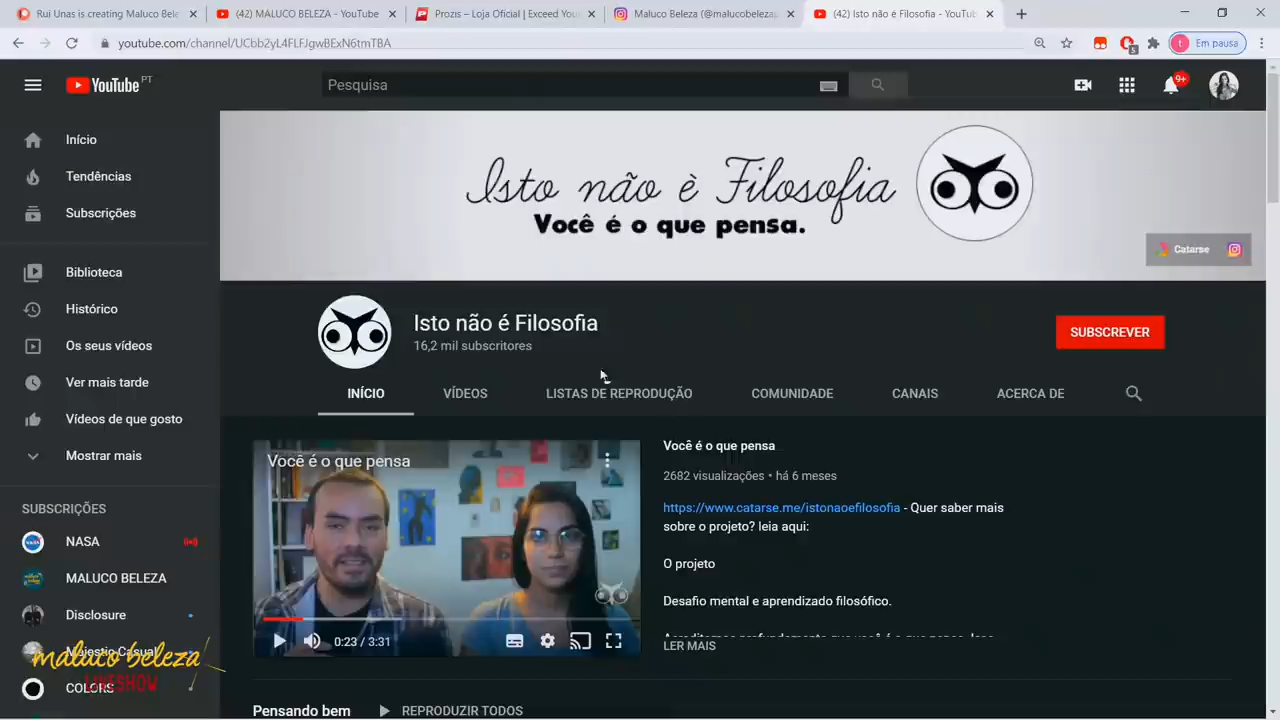 Rui Unas is creating Maluco Bele
(42) MALUCO BELEZA - YouTube
Prozis – Loja Oficial | Exceed You
Maluco Beleza (@malucobeleza
(42) Isto não é Filosofia - YouTub
youtube.com/channel/UCbb2yL4FLFJgwBExN6tmTBA
5
t
Em pausa
YouTube PT
Pesquisa
9+
Início
Tendências
Subscrições
Biblioteca
Histórico
Os seus vídeos
Ver mais tarde
Vídeos de que gosto
Mostrar mais
SUBSCRIÇÕES
NASA
MALUCO BELEZA
Disclosure
Majestic Casual
COLORS
maluco beleza
LIVESHOW
Isto não è Filosofia
Você é o que pensa.
Catarse
Isto não é Filosofia
16,2 mil subscritores
SUBSCREVER
INÍCIO
VÍDEOS
LISTAS DE REPRODUÇÃO
COMUNIDADE
CANAIS
ACERCA DE
Você é o que pensa
0:23 / 3:31
Você é o que pensa
2682 visualizações • há 6 meses
https://www.catarse.me/istonaoefilosofia - Quer saber mais
sobre o projeto? leia aqui:
O projeto
Desafio mental e aprendizado filosófico.
LER MAIS
Pensando bem
REPRODUZIR TODOS